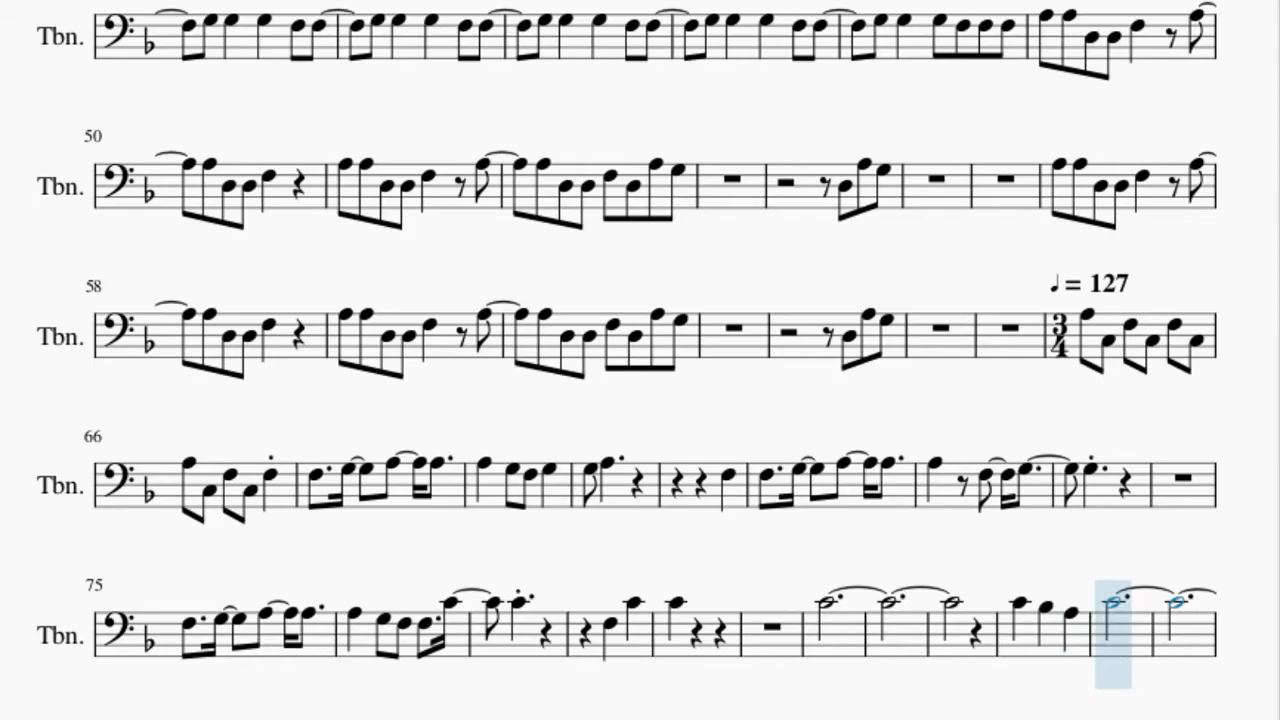 Tbn.
50
Tbn.
58
♩ = 127
Tbn.
3
4
66
Tbn.
75
Tbn.